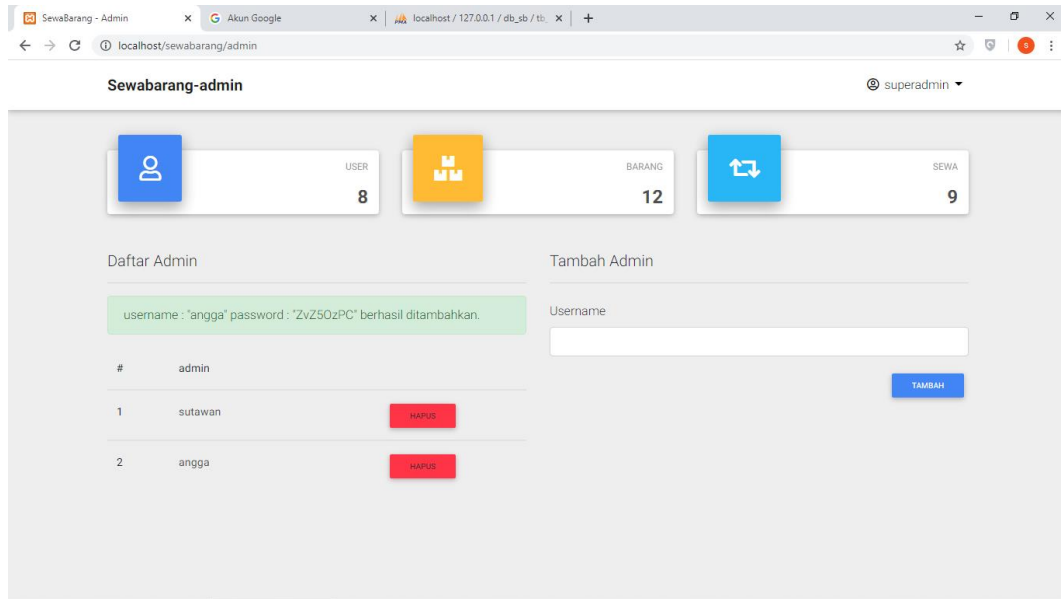 SewaBarang - Admin
Akun Google
localhost / 127.0.0.1 / db_sb / tb_
localhost/sewabarang/admin
s
Sewabarang-admin
superadmin
USER
8
BARANG
12
SEWA
9
Daftar Admin
username : "angga" password : "ZvZ5OzPC" berhasil ditambahkan.
# admin
1 sutawan HAPUS
2 angga HAPUS
Tambah Admin
Username
TAMBAH